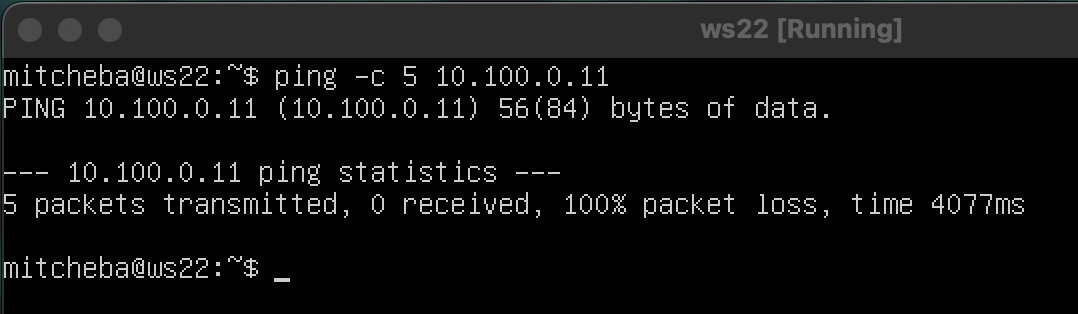 ws22 [Running]
mitcheba@ws22:~$ ping -c 5 10.100.0.11
PING 10.100.0.11 (10.100.0.11) 56(84) bytes of data.
--- 10.100.0.11 ping statistics ---
5 packets transmitted, 0 received, 100% packet loss, time 4077ms
mitcheba@ws22:~$ _